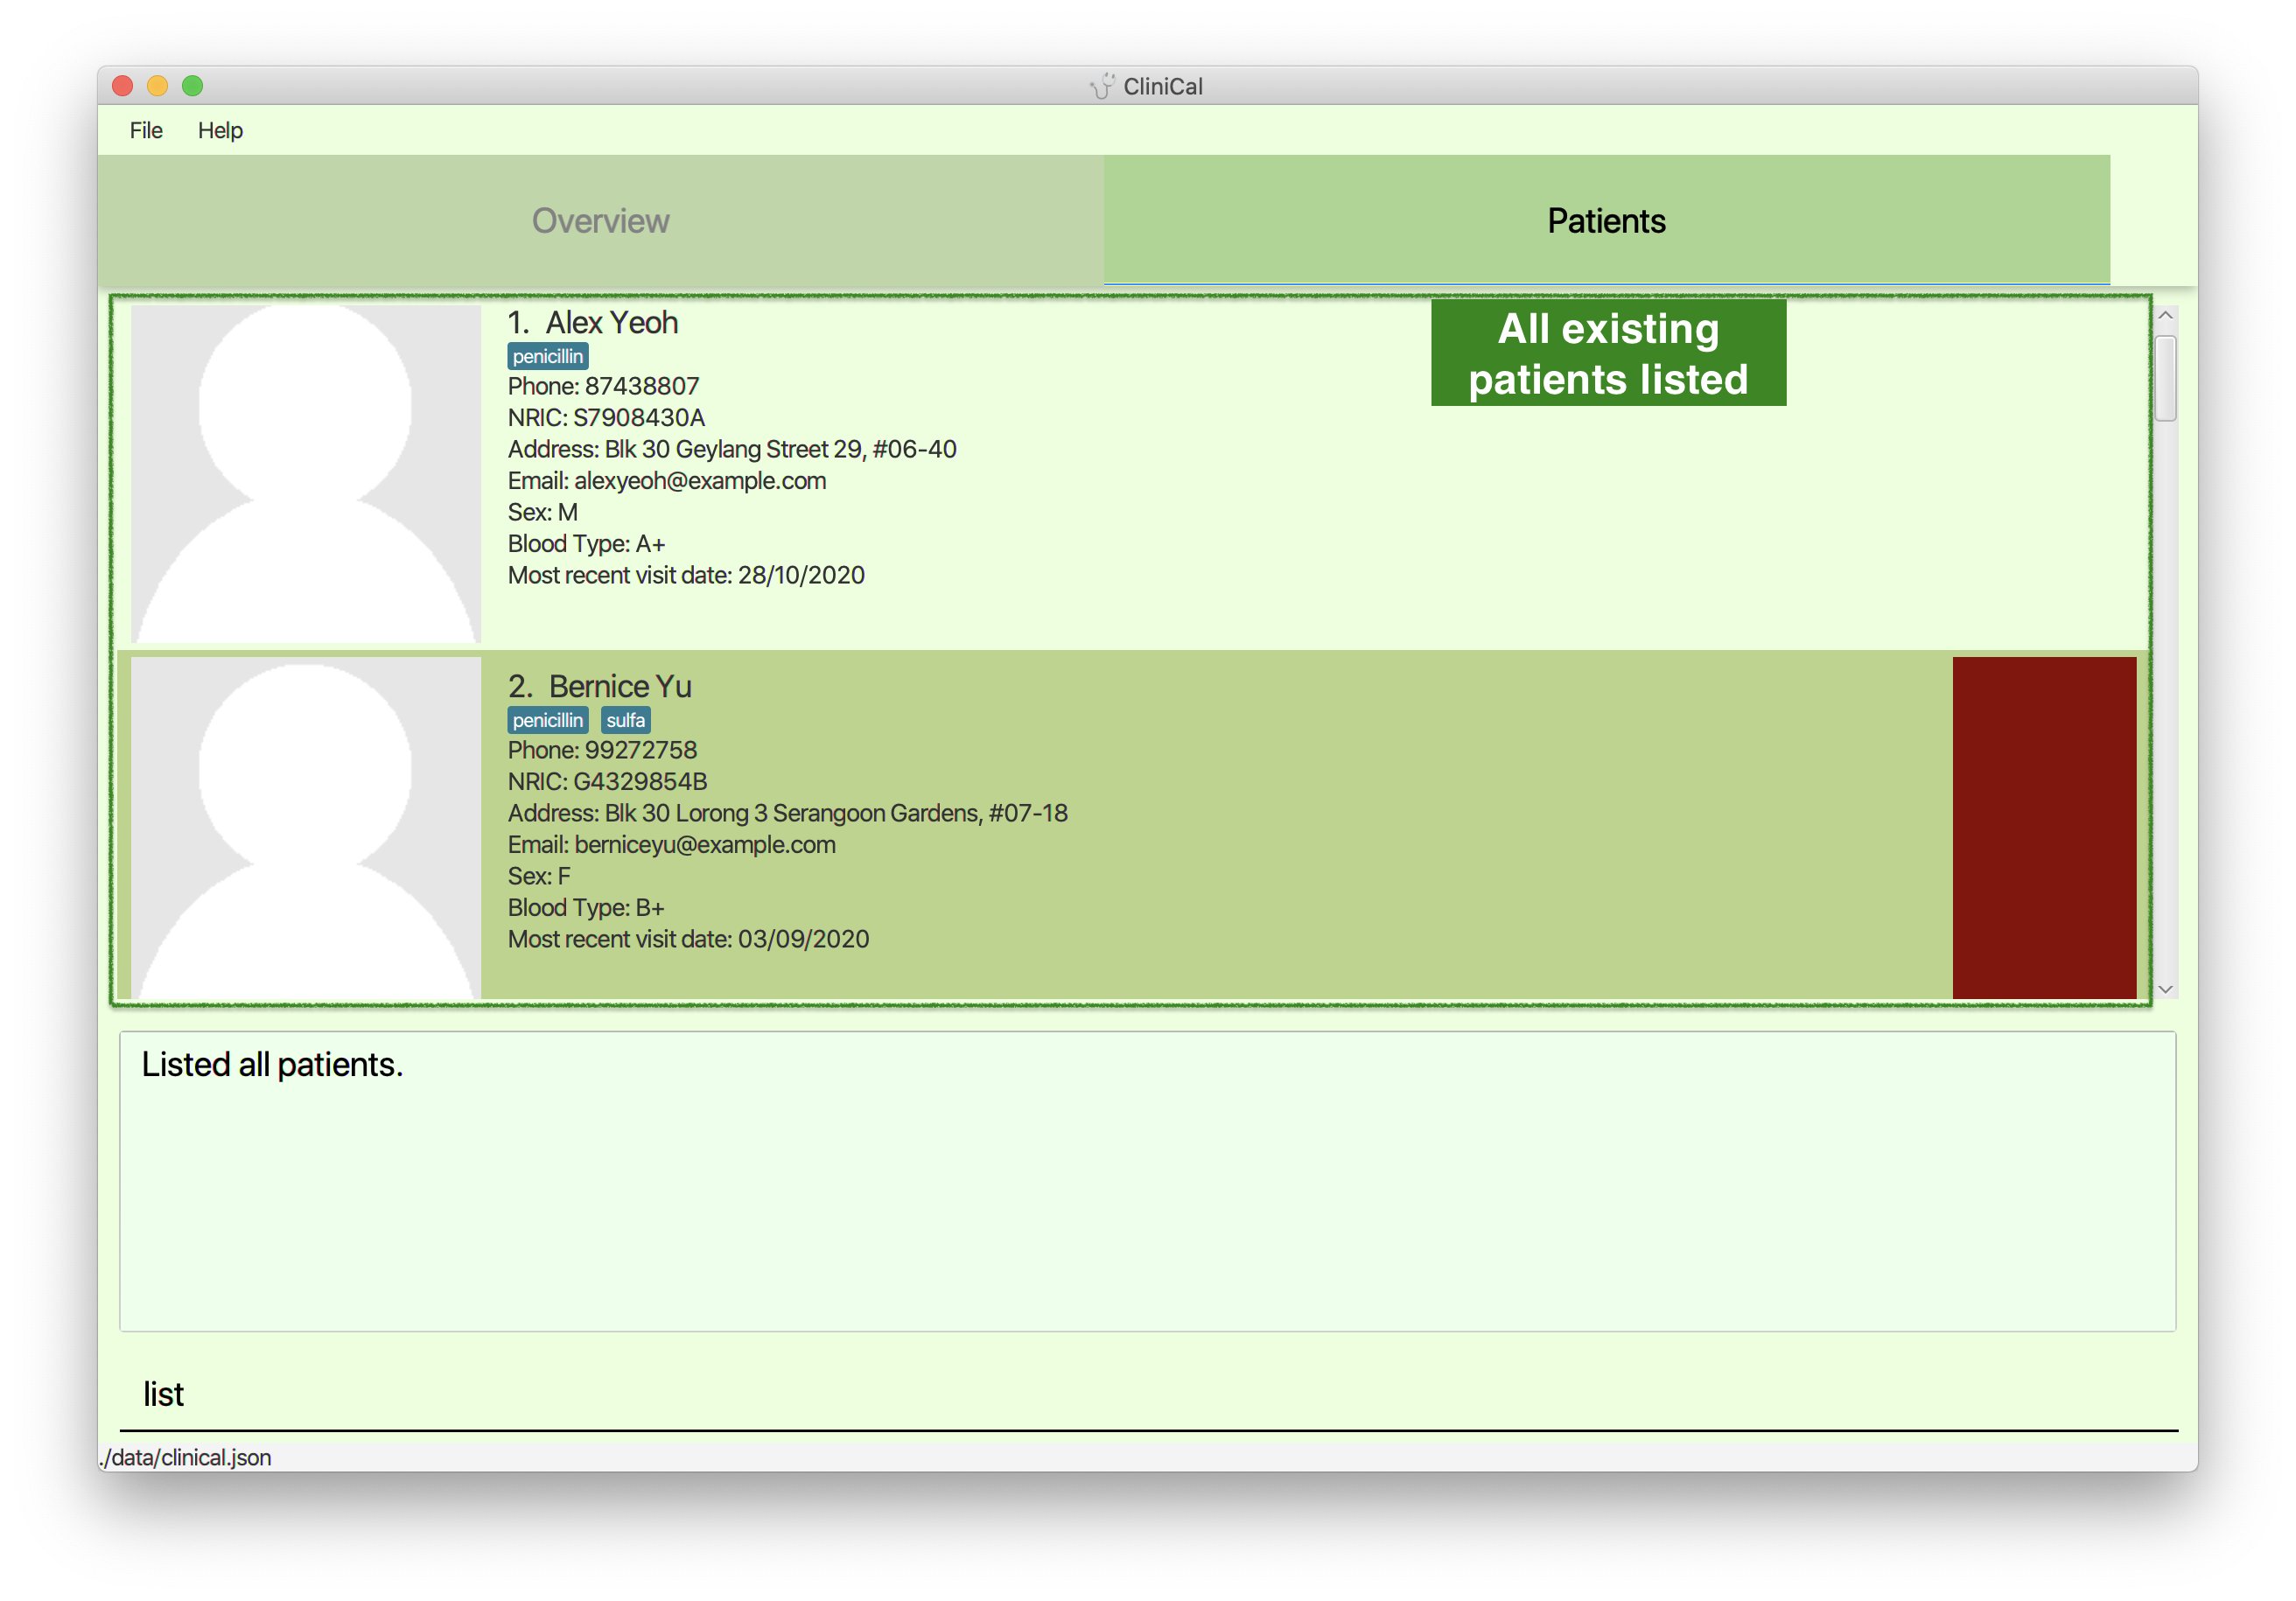 CliniCal
File Help
Overview Patients
1. Alex Yeoh
penicillin
Phone: 87438807
NRIC: S7908430A
Address: Blk 30 Geylang Street 29, #06-40
Email: alexyeoh@example.com
Sex: M
Blood Type: A+
Most recent visit date: 28/10/2020
All existing
patients listed
2. Bernice Yu
penicillin sulfa
Phone: 99272758
NRIC: G4329854B
Address: Blk 30 Lorong 3 Serangoon Gardens, #07-18
Email: berniceyu@example.com
Sex: F
Blood Type: B+
Most recent visit date: 03/09/2020
Listed all patients.
list
./data/clinical.json